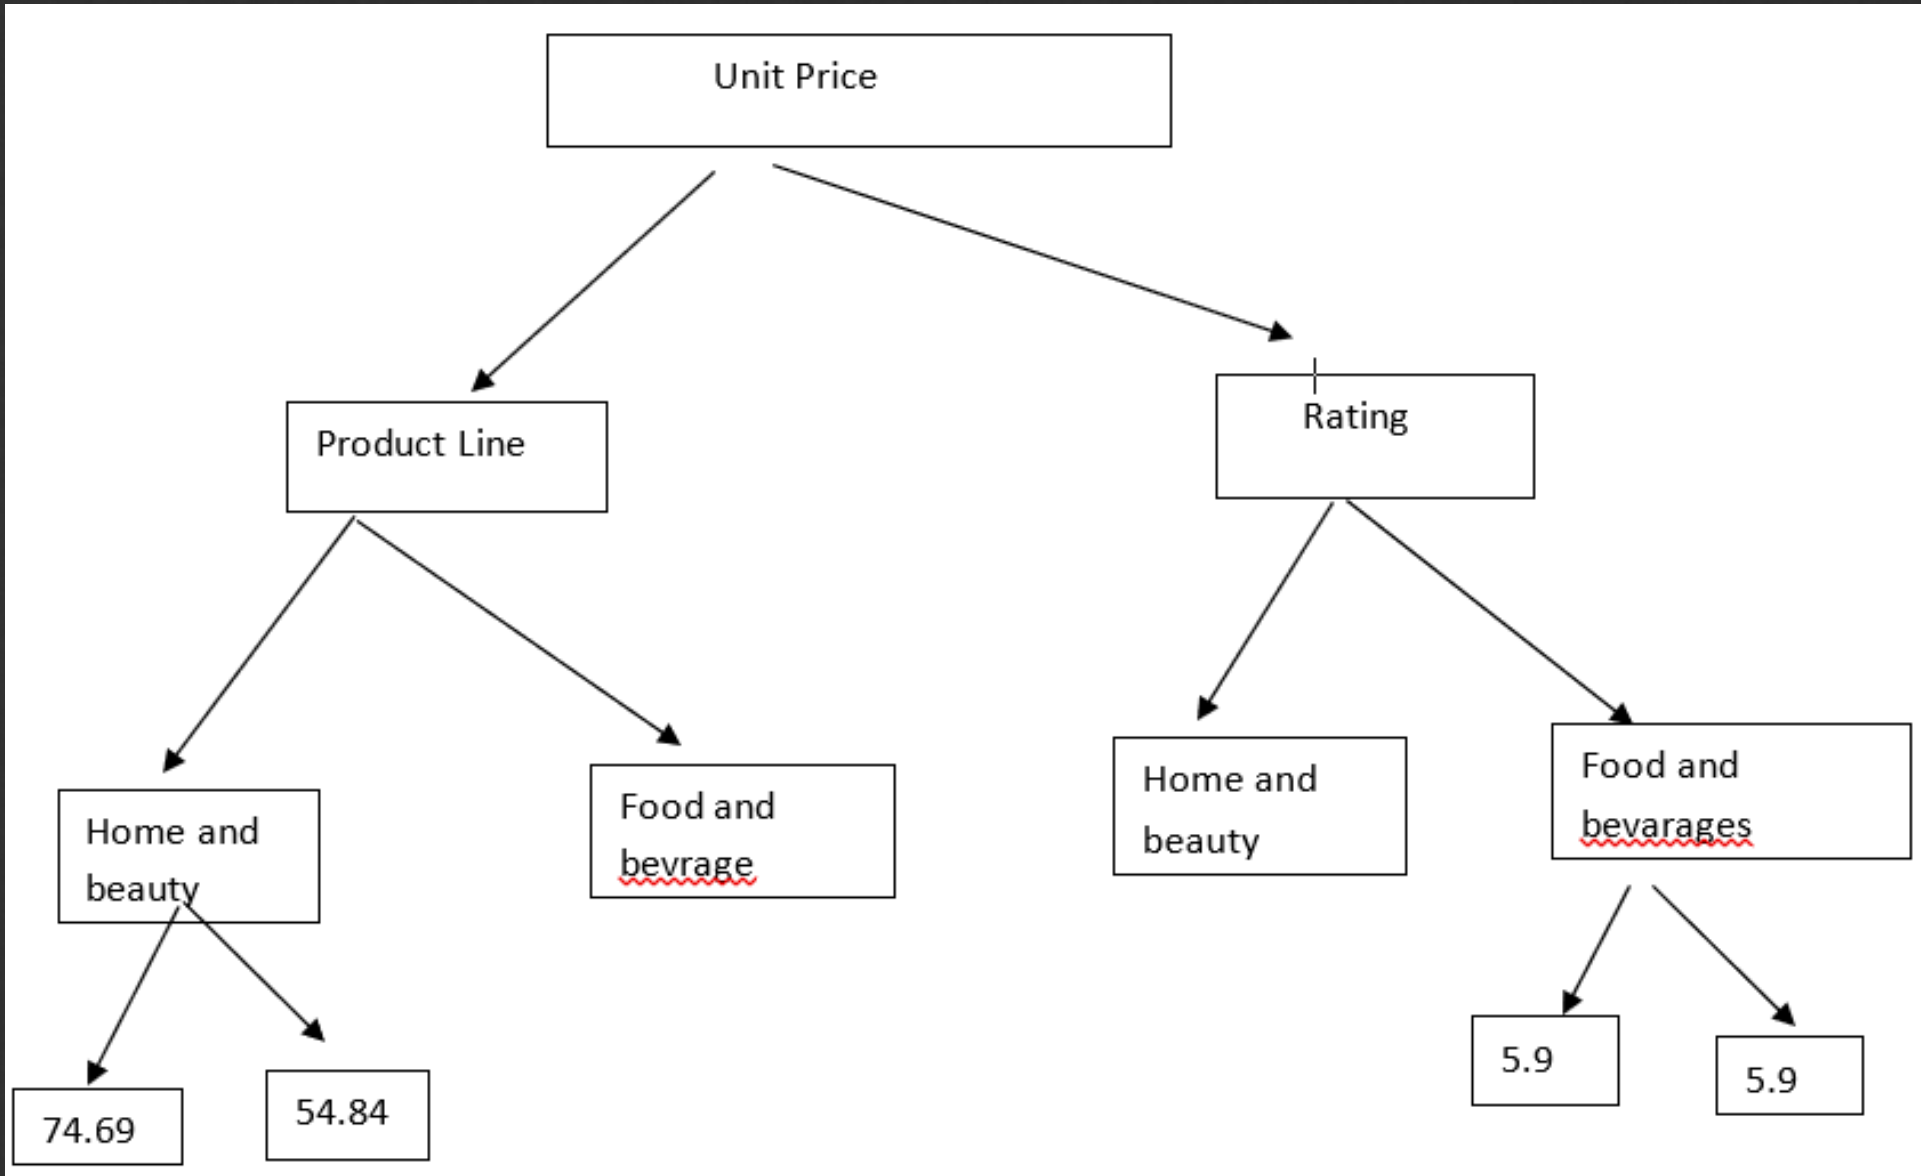 Unit Price
Product Line
Rating
Home and
beauty
Food and
bevrage
Home and
beauty
Food and
bevarages
74.69
54.84
5.9
5.9